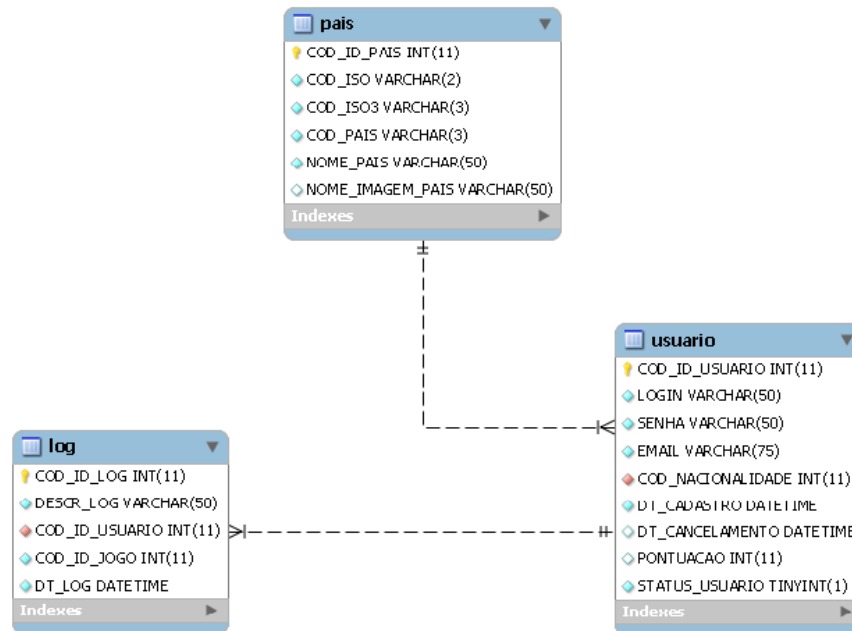 pais
COD_ID_PAIS INT(11)
COD_ISO VARCHAR(2)
COD_ISO3 VARCHAR(3)
COD_PAIS VARCHAR(3)
NOME_PAIS VARCHAR(50)
NOME_IMAGEM_PAIS VARCHAR(50)
Indexes
usuario
COD_ID_USUARIO INT(11)
LOGIN VARCHAR(50)
SENHA VARCHAR(50)
EMAIL VARCHAR(75)
COD_NACIONALIDADE INT(11)
DT_CADASTRO DATETIME
DT_CANCELAMENTO DATETIME
PONTUACAO INT(11)
STATUS_USUARIO TINYINT(1)
Indexes
log
COD_ID_LOG INT(11)
DESCR_LOG VARCHAR(50)
COD_ID_USUARIO INT(11)
COD_ID_JOGO INT(11)
DT_LOG DATETIME
Indexes